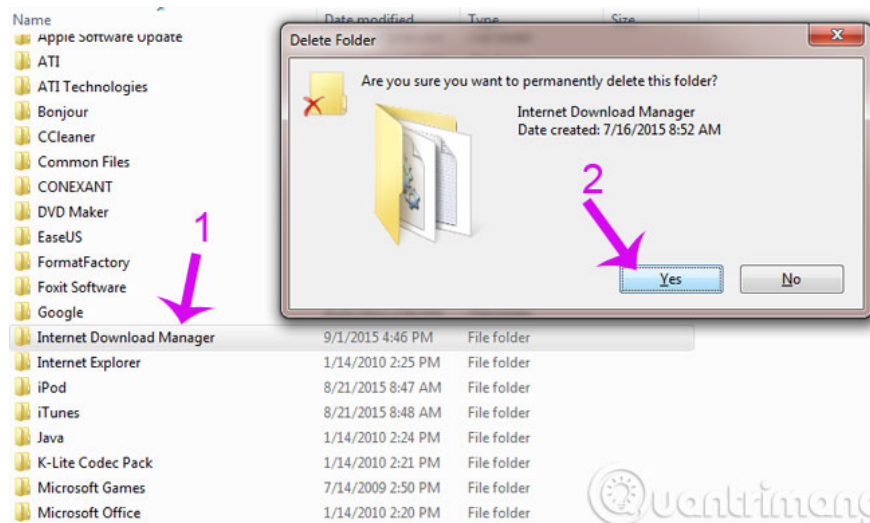 Name Date modified Type Size
Apple Software Update
ATI
ATI Technologies
Bonjour
CCleaner
Common Files
CONEXANT
DVD Maker
EaseUS
FormatFactory
Foxit Software
Google
Internet Download Manager 9/1/2015 4:46 PM File folder
Internet Explorer 1/14/2010 2:25 PM File folder
iPod 8/21/2015 8:47 AM File folder
iTunes 8/21/2015 8:48 AM File folder
Java 1/14/2010 2:24 PM File folder
K-Lite Codec Pack 1/14/2010 2:21 PM File folder
Microsoft Games 7/14/2009 2:50 PM File folder
Microsoft Office 1/14/2010 2:20 PM File folder
1
Delete Folder
Are you sure you want to permanently delete this folder?
Internet Download Manager
Date created: 7/16/2015 8:52 AM
2
Yes No
Quantrimang